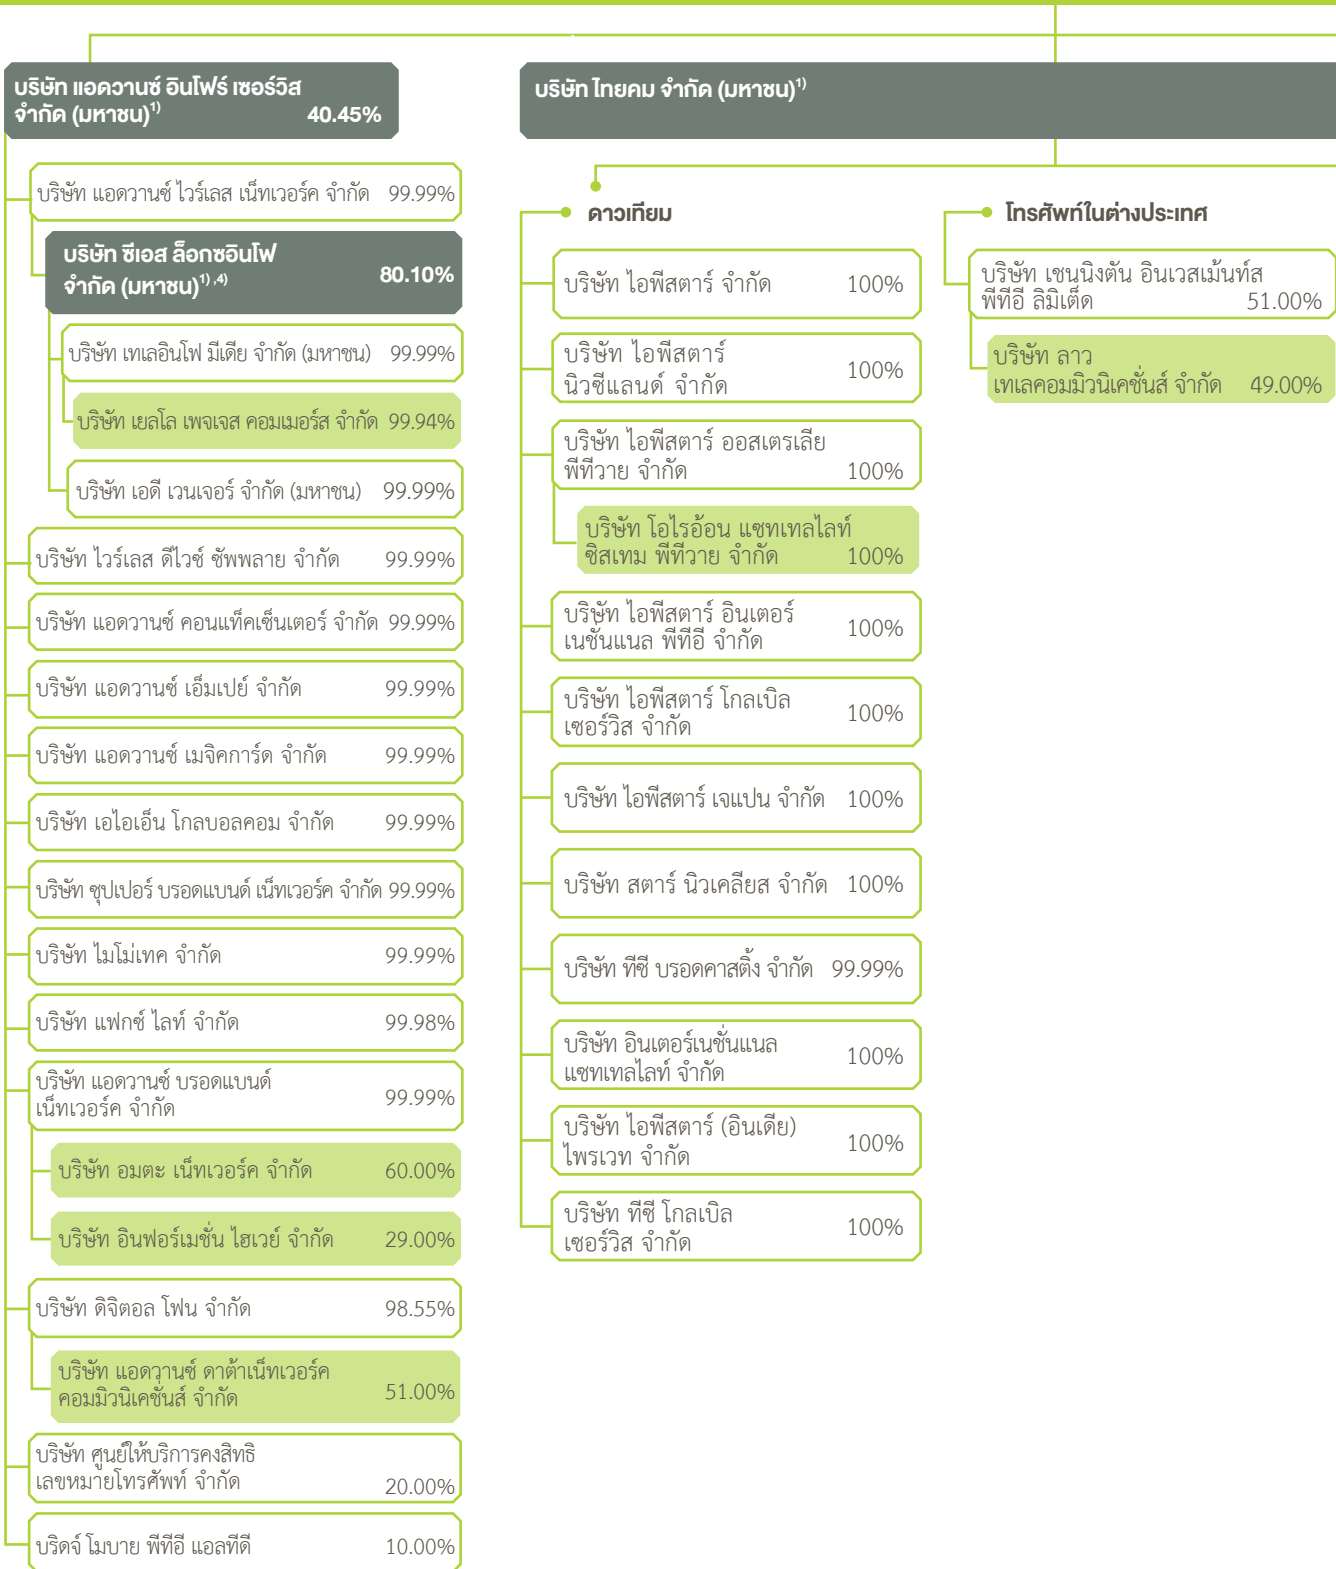 บริษัท แอดวานซ์ อินโฟร์ เซอร์วิส
จำกัด (มหาชน)1) 40.45%
บริษัท แอดวานซ์ ไวร์เลส เน็ทเวอร์ค จำกัด 99.99%
บริษัท ซีเอส ล็อกซอินโฟ
จำกัด (มหาชน)1) ,4) 80.10%
บริษัท เทเลอินโฟ มีเดีย จำกัด (มหาชน) 99.99%
บริษัท เยลโล เพจเจส คอมเมอร์ส จำกัด 99.94%
บริษัท เอดี เวนเจอร์ จำกัด (มหาชน) 99.99%
บริษัท ไวร์เลส ดีไวซ์ ซัพพลาย จำกัด 99.99%
บริษัท แอดวานซ์ คอนแท็คเซ็นเตอร์ จำกัด 99.99%
บริษัท แอดวานซ์ เอ็มเปย์ จำกัด 99.99%
บริษัท แอดวานซ์ เมจิคการ์ด จำกัด 99.99%
บริษัท เอไอเอ็น โกลบอลคอม จำกัด 99.99%
บริษัท ซุปเปอร์ บรอดแบนด์ เน็ทเวอร์ค จำกัด 99.99%
บริษัท ไมโม่เทค จำกัด 99.99%
บริษัท แฟกซ์ ไลท์ จำกัด 99.98%
บริษัท แอดวานซ์ บรอดแบนด์
เน็ทเวอร์ค จำกัด 99.99%
บริษัท อมตะ เน็ทเวอร์ค จำกัด 60.00%
บริษัท อินฟอร์เมชั่น ไฮเวย์ จำกัด 29.00%
บริษัท ดิจิตอล โฟน จำกัด 98.55%
บริษัท แอดวานซ์ ดาต้าเน็ทเวอร์ค
คอมมิวนิเคชั่นส์ จำกัด 51.00%
บริษัท ศูนย์ให้บริการคงสิทธิ
เลขหมายโทรศัพท์ จำกัด 20.00%
บริดจ์ โมบาย พีทีอี แอลทีดี 10.00%
บริษัท ไทยคม จำกัด (มหาชน)1)
ดาวเทียม
บริษัท ไอพีสตาร์ จำกัด 100%
บริษัท ไอพีสตาร์
นิวซีแลนด์ จำกัด 100%
บริษัท ไอพีสตาร์ ออสเตรเลีย
พีทีวาย จำกัด 100%
บริษัท โอไรอ้อน แซทเทลไลท์
ซิสเทม พีทีวาย จำกัด 100%
บริษัท ไอพีสตาร์ อินเตอร์
เนชั่นแนล พีทีอี จำกัด 100%
บริษัท ไอพีสตาร์ โกลเบิล
เซอร์วิส จำกัด 100%
บริษัท ไอพีสตาร์ เจแปน จำกัด 100%
บริษัท สตาร์ นิวเคลียส จำกัด 100%
บริษัท ทีซี บรอดคาสติ้ง จำกัด 99.99%
บริษัท อินเตอร์เนชั่นแนล
แซทเทลไลท์ จำกัด 100%
บริษัท ไอพีสตาร์ (อินเดีย)
ไพรเวท จำกัด 100%
บริษัท ทีซี โกลเบิล
เซอร์วิส จำกัด 100%
โทรศัพท์ในต่างประเทศ
บริษัท เชนนิงตัน อินเวสเม้นท์ส
พีทีอี ลิมิเต็ด 51.00%
บริษัท ลาว
เทเลคอมมิวนิเคชั่นส์ จำกัด 49.00%